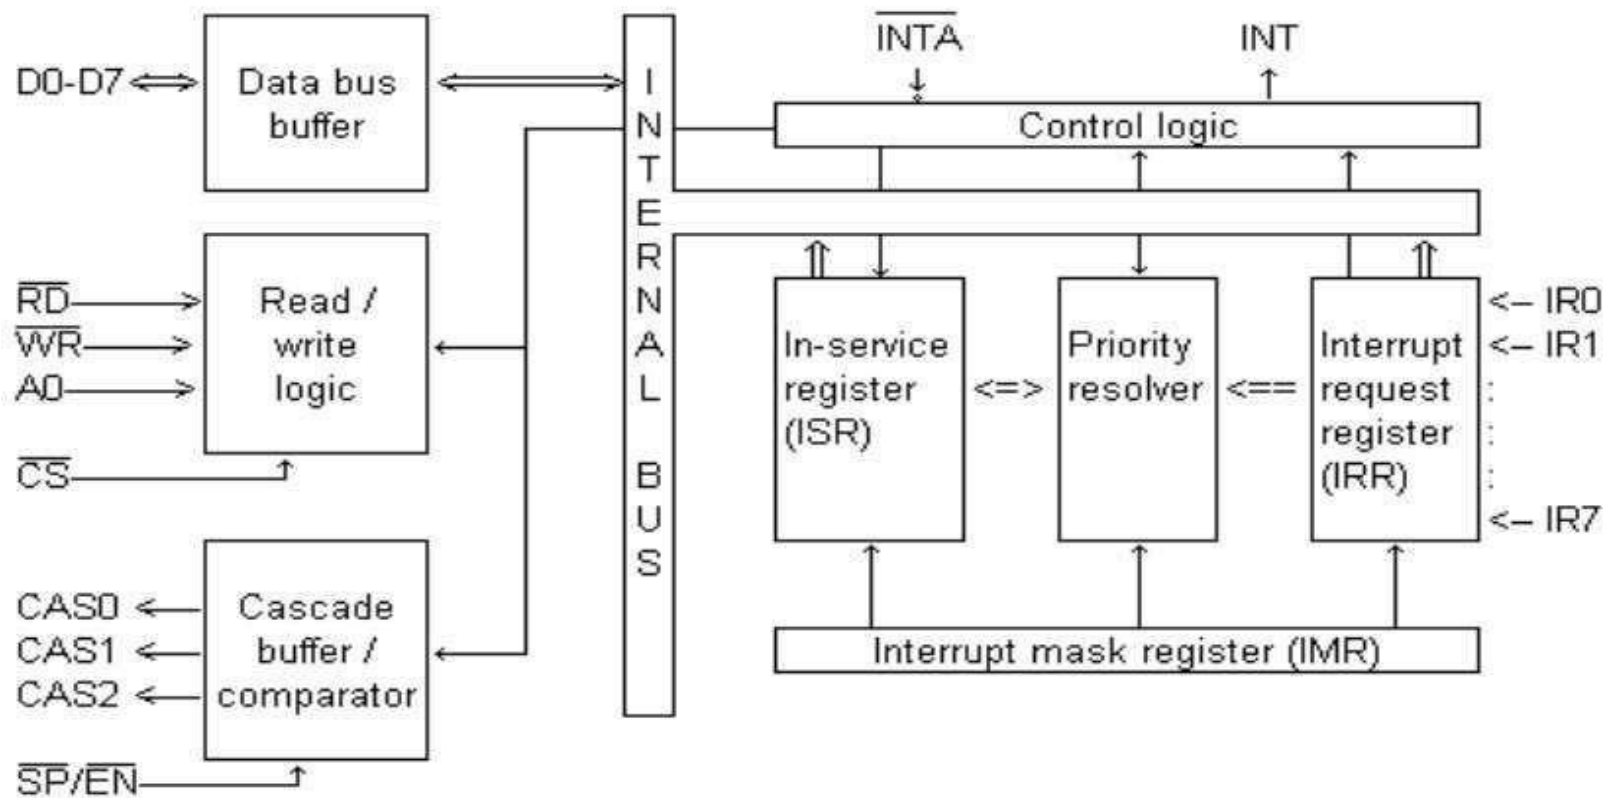 INTA
INT
D0-D7
Data bus
buffer
Control logic
INTERNAL BUS
RD
WR
A0
CS
Read /
write
logic
In-service
register
(ISR)
<=>
Priority
resolver
<==
Interrupt
request
register
(IRR)
<– IR0
<– IR1
:
:
:
<– IR7
CAS0
CAS1
CAS2
Cascade
buffer /
comparator
Interrupt mask register (IMR)
SP/EN